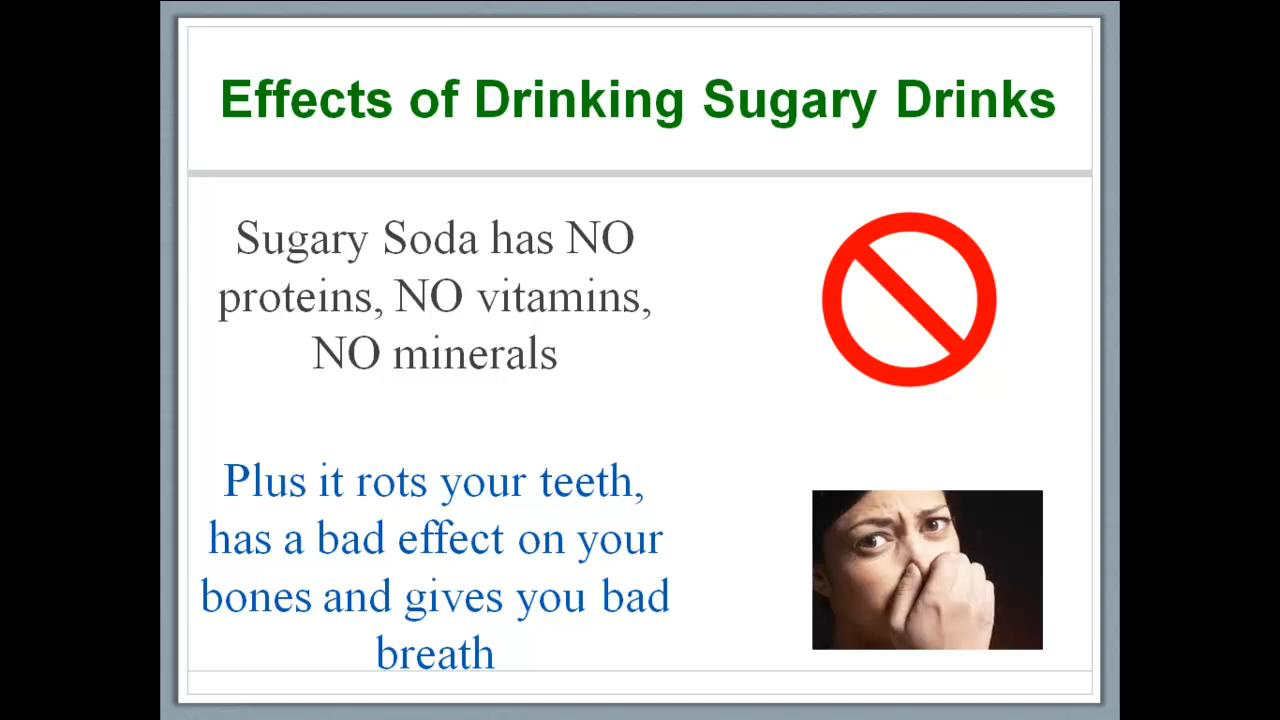 Effects of Drinking Sugary Drinks
Sugary Soda has NO
proteins, NO vitamins,
NO minerals
Plus it rots your teeth,
has a bad effect on your
bones and gives you bad
breath